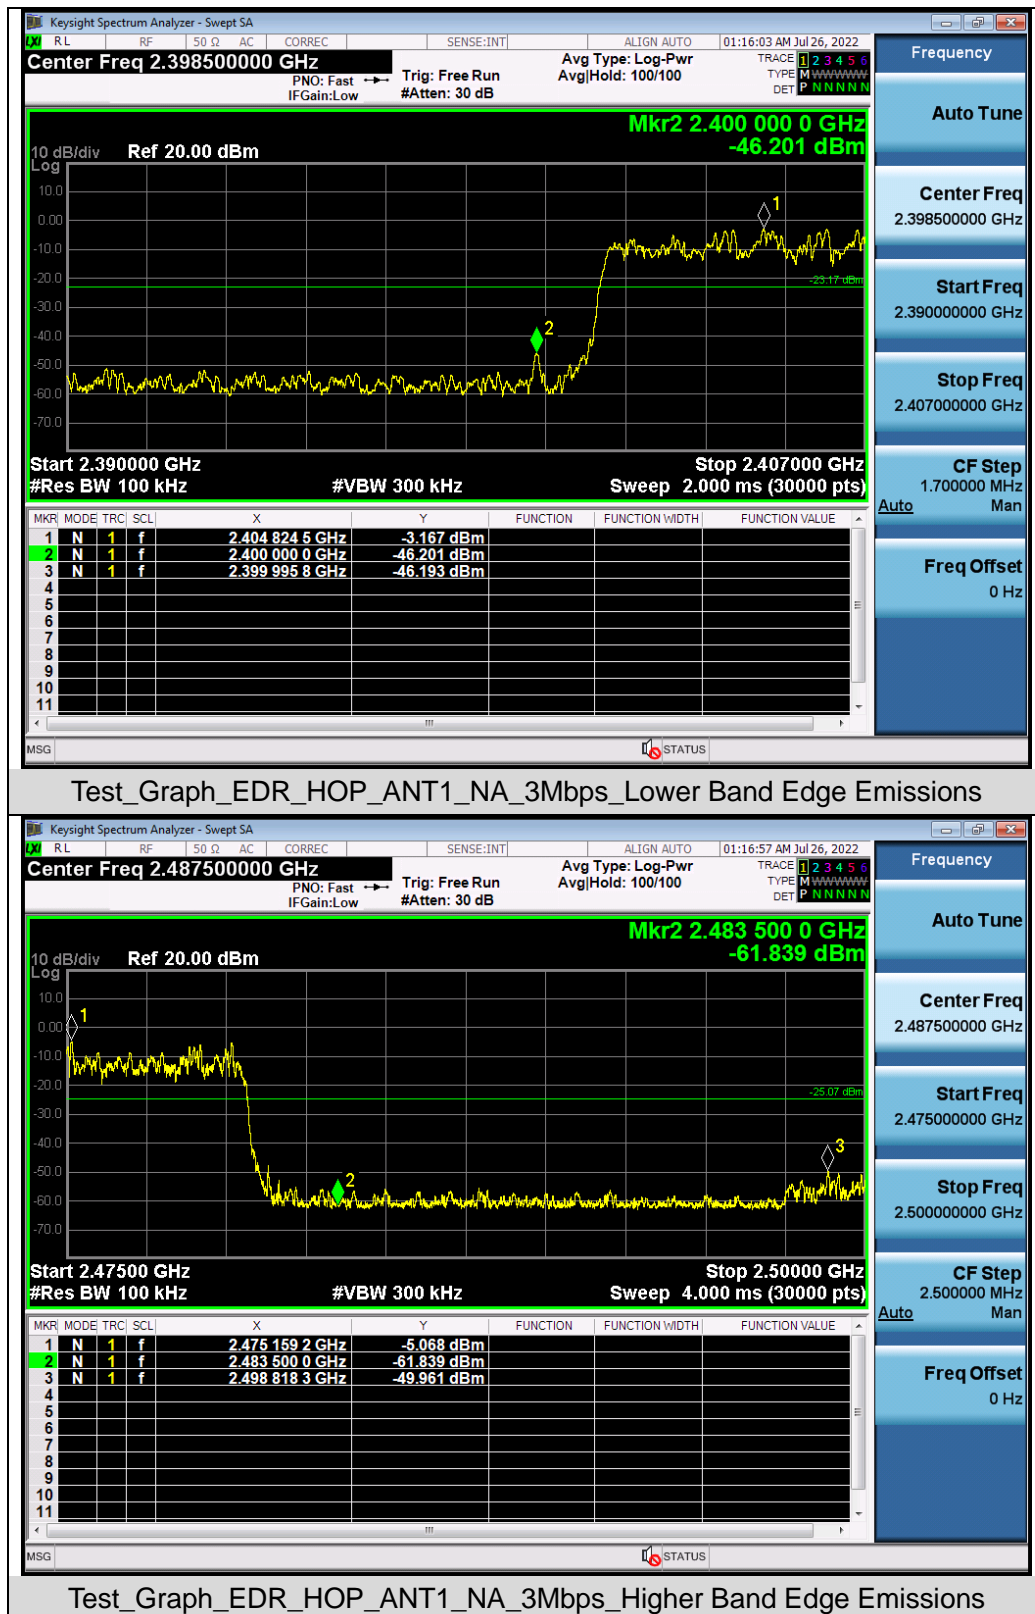 Keysight Spectrum Analyzer - Swept SA
LXI RL RF 50 Ω AC CORREC SENSE:INT ALIGN AUTO 01:16:03 AM Jul 26, 2022
Center Freq 2.398500000 GHz
PNO: Fast
IFGain:Low
Trig: Free Run
#Atten: 30 dB
Avg Type: Log-Pwr
Avg|Hold: 100/100
TRACE 1 2 3 4 5 6
TYPE M WWWWW
DET P N N N N N
Frequency
Mkr2 2.400 000 0 GHz
-46.201 dBm
10 dB/div Ref 20.00 dBm
Log
10.0
0.00
-10.0
-20.0
-30.0
-40.0
-50.0
-60.0
-70.0
1
2
-23.17 dBm
Start 2.390000 GHz Stop 2.407000 GHz
#Res BW 100 kHz #VBW 300 kHz Sweep 2.000 ms (30000 pts)
MKR MODE TRC SCL X Y FUNCTION FUNCTION WIDTH FUNCTION VALUE
1 N 1 f 2.404 824 5 GHz -3.167 dBm
2 N 1 f 2.400 000 0 GHz -46.201 dBm
3 N 1 f 2.399 995 8 GHz -46.193 dBm
4
5
6
7
8
9
10
11
MSG STATUS
Auto Tune
Center Freq
2.398500000 GHz
Start Freq
2.390000000 GHz
Stop Freq
2.407000000 GHz
CF Step
1.700000 MHz
Auto Man
Freq Offset
0 Hz
Test_Graph_EDR_HOP_ANT1_NA_3Mbps_Lower Band Edge Emissions
Keysight Spectrum Analyzer - Swept SA
LXI RL RF 50 Ω AC CORREC SENSE:INT ALIGN AUTO 01:16:57 AM Jul 26, 2022
Center Freq 2.487500000 GHz
PNO: Fast
IFGain:Low
Trig: Free Run
#Atten: 30 dB
Avg Type: Log-Pwr
Avg|Hold: 100/100
TRACE 1 2 3 4 5 6
TYPE M WWWWW
DET P N N N N N
Frequency
Mkr2 2.483 500 0 GHz
-61.839 dBm
10 dB/div Ref 20.00 dBm
Log
10.0
0.00
-10.0
-20.0
-30.0
-40.0
-50.0
-60.0
-70.0
1
2
3
-25.07 dBm
Start 2.47500 GHz Stop 2.50000 GHz
#Res BW 100 kHz #VBW 300 kHz Sweep 4.000 ms (30000 pts)
MKR MODE TRC SCL X Y FUNCTION FUNCTION WIDTH FUNCTION VALUE
1 N 1 f 2.475 159 2 GHz -5.068 dBm
2 N 1 f 2.483 500 0 GHz -61.839 dBm
3 N 1 f 2.498 818 3 GHz -49.961 dBm
4
5
6
7
8
9
10
11
MSG STATUS
Auto Tune
Center Freq
2.487500000 GHz
Start Freq
2.475000000 GHz
Stop Freq
2.500000000 GHz
CF Step
2.500000 MHz
Auto Man
Freq Offset
0 Hz
Test_Graph_EDR_HOP_ANT1_NA_3Mbps_Higher Band Edge Emissions